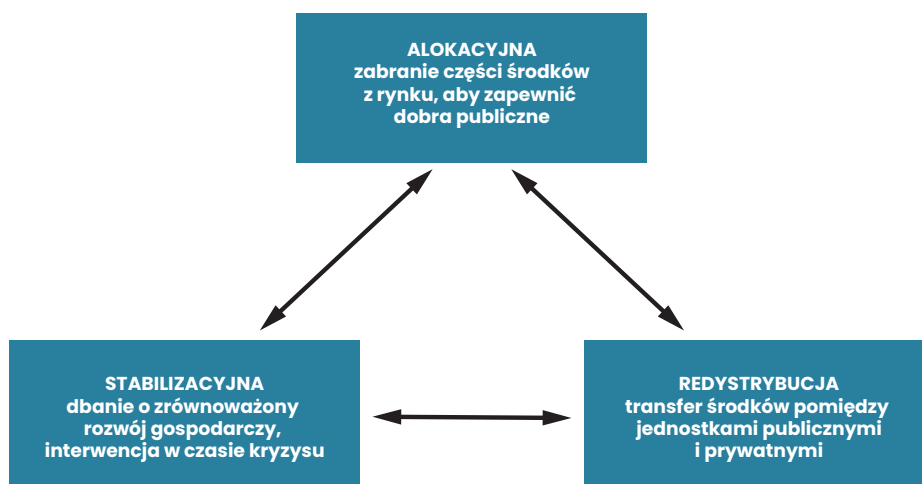 ALOKACYJNA
zabranie części środków
z rynku, aby zapewnić
dobra publiczne
STABILIZACYJNA
dbanie o zrównoważony
rozwój gospodarczy,
interwencja w czasie kryzysu
REDYSTRYBUCJA
transfer środków pomiędzy
jednostkami publicznymi
i prywatnymi